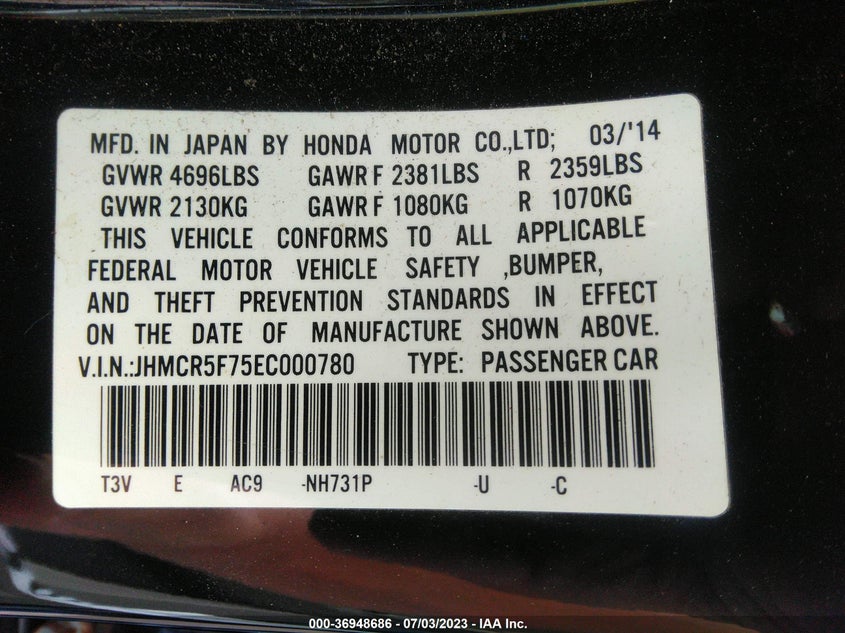 MFD. IN JAPAN BY HONDA MOTOR CO.,LTD; 03/'14
GVWR 4696LBS GAWR F 2381LBS R 2359LBS
GVWR 2130KG GAWR F 1080KG R 1070KG
THIS VEHICLE CONFORMS TO ALL APPLICABLE
FEDERAL MOTOR VEHICLE SAFETY ,BUMPER,
AND THEFT PREVENTION STANDARDS IN EFFECT
ON THE DATE OF MANUFACTURE SHOWN ABOVE.
V.I.N.:JHMCR5F75EC000780 TYPE: PASSENGER CAR
T3V E AC9 -NH731P -U -C
000-36948686 - 07/03/2023 - IAA Inc.